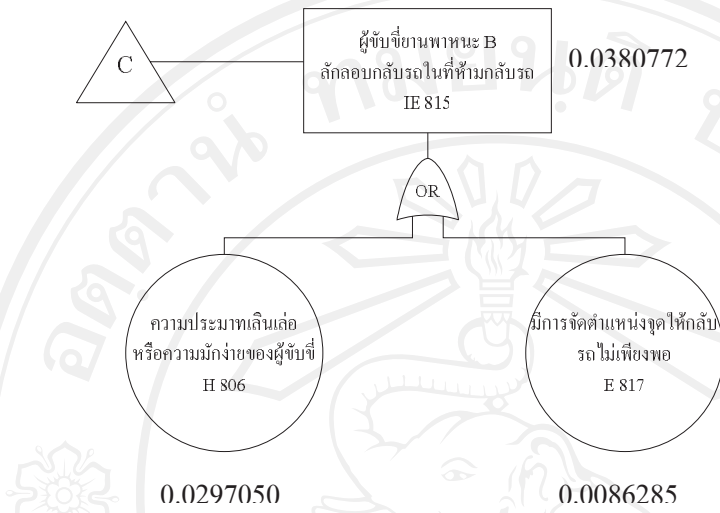 C
ผู้ขับขี่ยานพาหนะ B
ลักลอบกลับรถในที่ห้ามกลับรถ
IE 815
0.0380772
OR
ความประมาทเลินเล่อ
หรือความมักง่ายของผู้ขับขี่
H 806
มีการจัดตำแหน่งจุดให้กลับ
รถไม่เพียงพอ
E 817
0.0297050
0.0086285